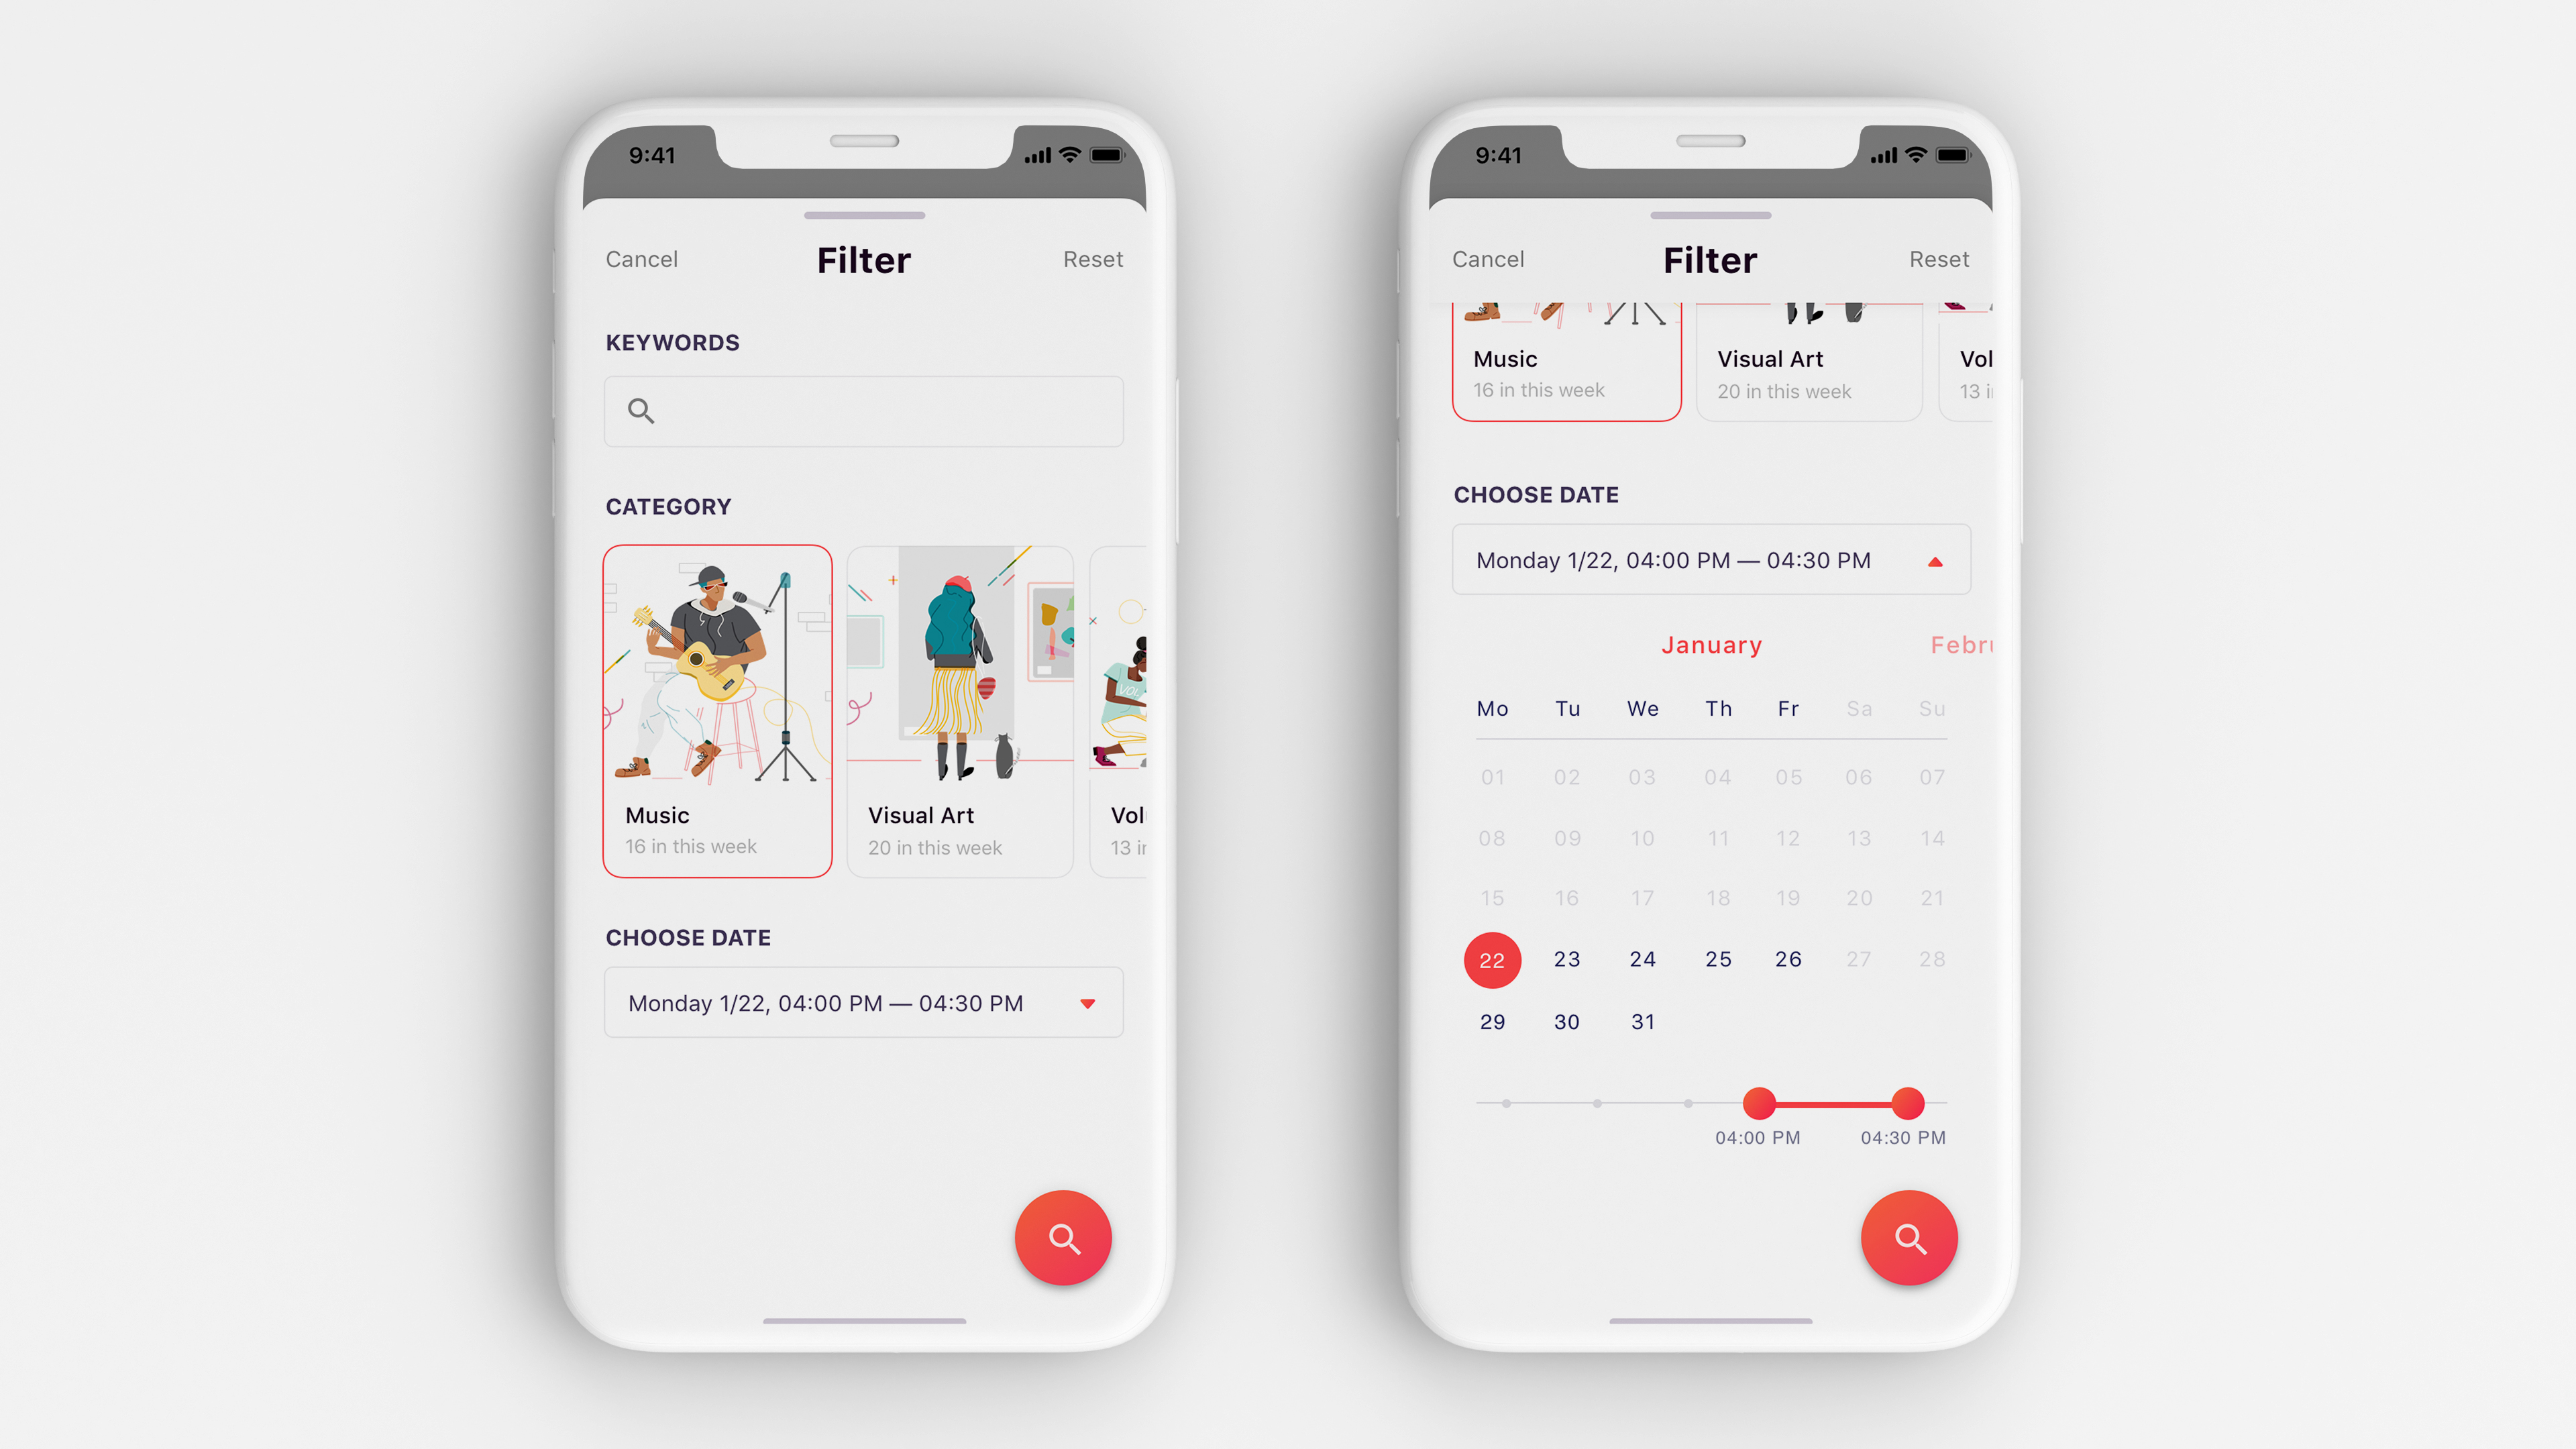 9:41
Cancel Filter Reset
KEYWORDS
CATEGORY
VOL
Music Visual Art Vol
16 in this week 20 in this week 13 i
CHOOSE DATE
Monday 1/22, 04:00 PM — 04:30 PM
9:41
Cancel Filter Reset
Music Visual Art Vol
16 in this week 20 in this week 13 i
CHOOSE DATE
Monday 1/22, 04:00 PM — 04:30 PM
January Febru
Mo Tu We Th Fr Sa Su
01 02 03 04 05 06 07
08 09 10 11 12 13 14
15 16 17 18 19 20 21
22 23 24 25 26 27 28
29 30 31
04:00 PM 04:30 PM